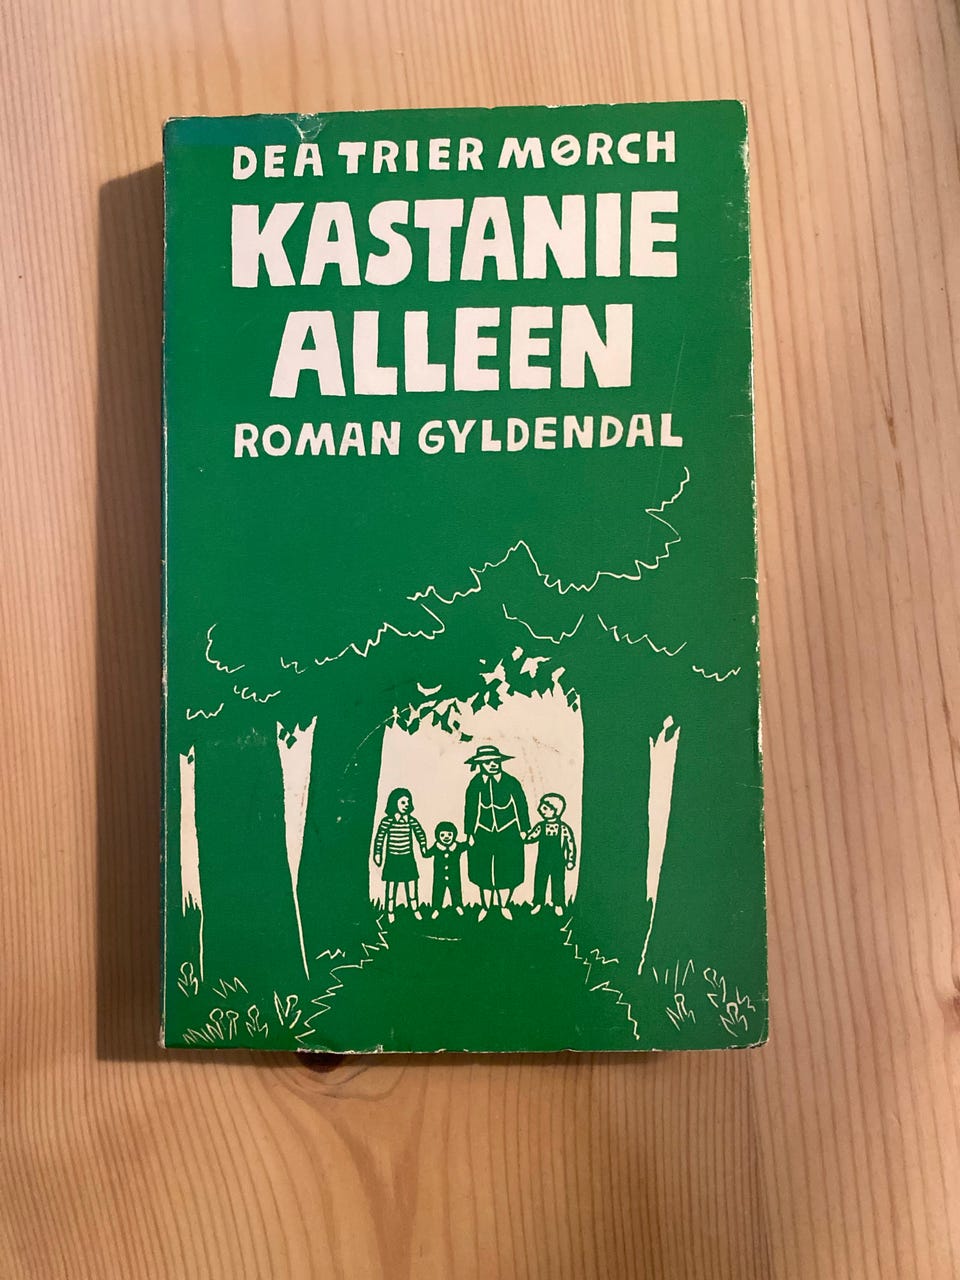 DEA TRIER MØRCH
KASTANIE
ALLEEN
ROMAN GYLDENDAL